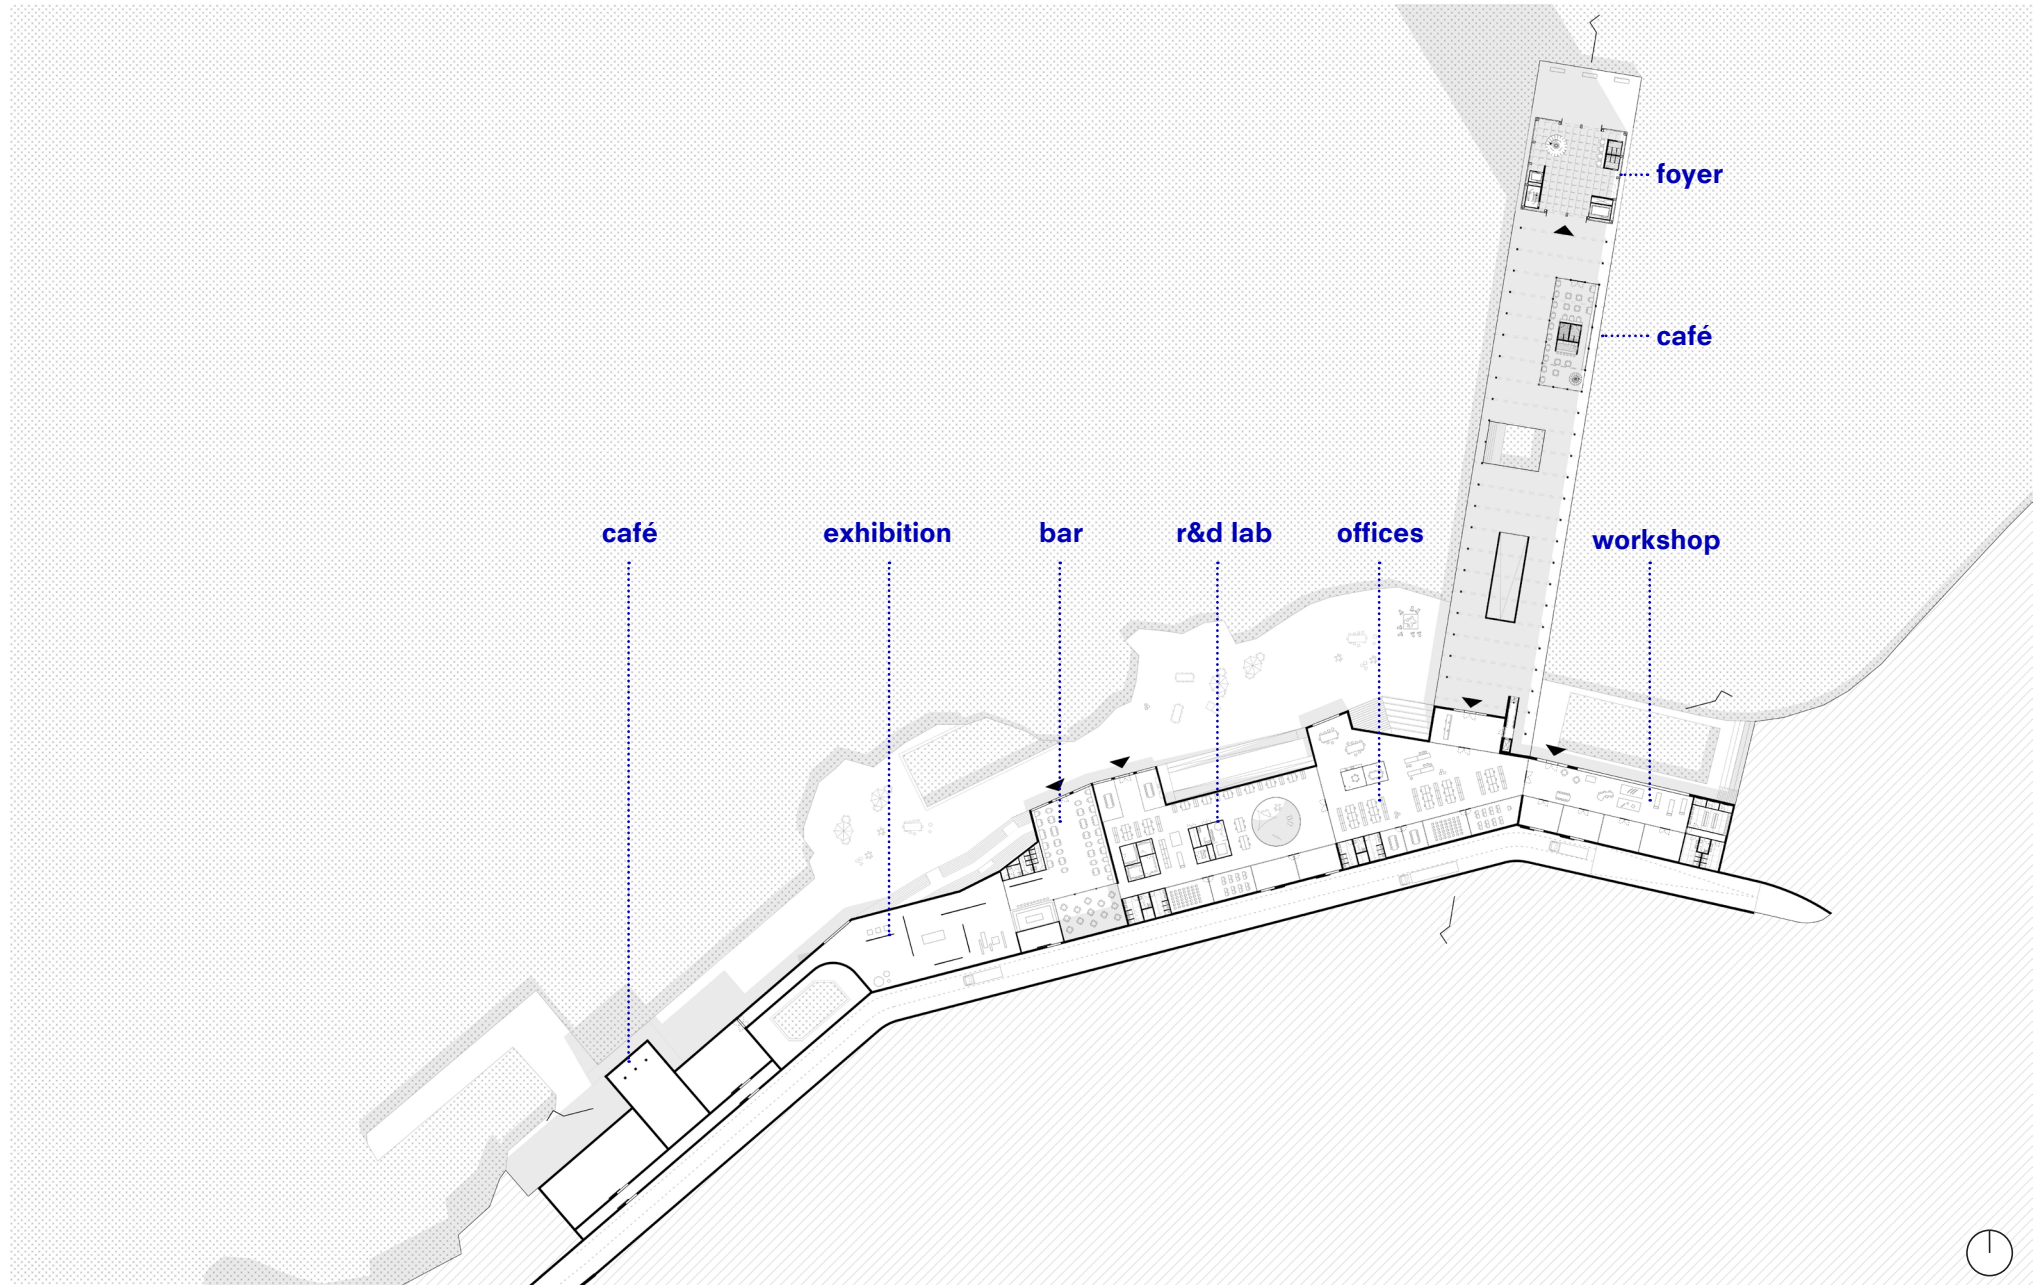 foyer
café
café
exhibition
bar
r&d lab
offices
workshop